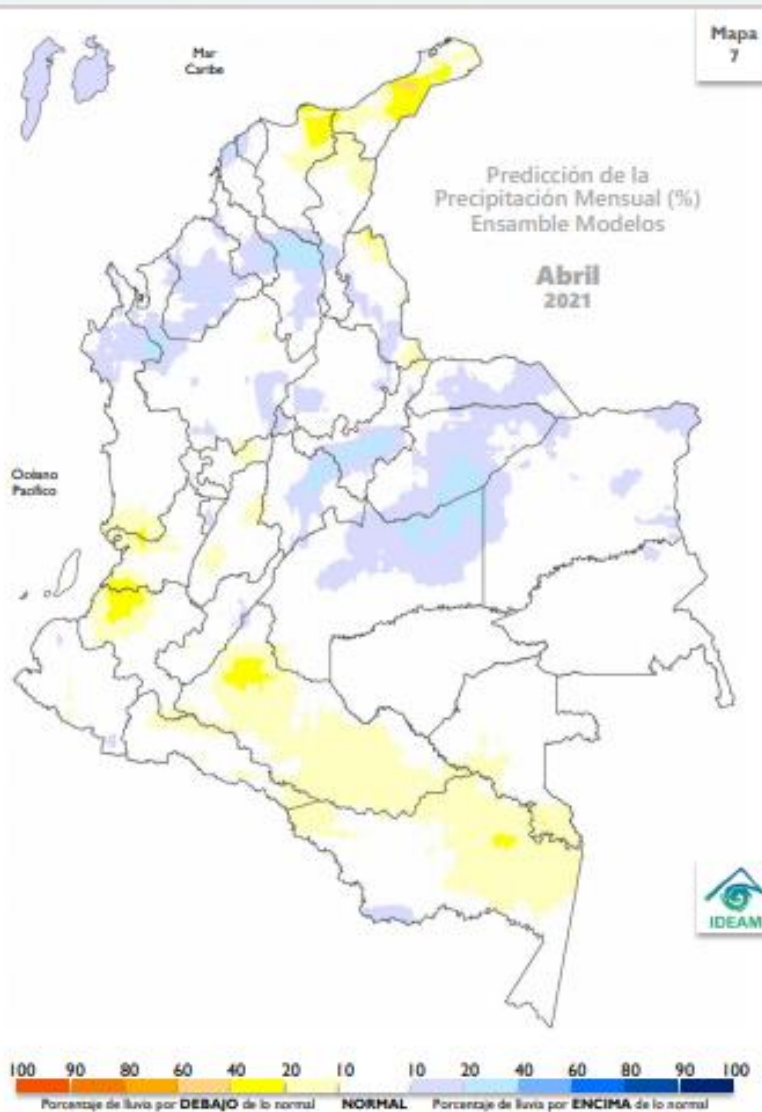 Mar
Caribe
Mapa
7
Predicción de la
Precipitación Mensual (%)
Ensamble Modelos
Abril
2021
Océano
Pacífico
IDEAM
100 90 80 60 40 20 10 10 20 40 60 80 90 100
Porcentaje de lluvia por DEBAJO de lo normal NORMAL Porcentaje de lluvia por ENCIMA de lo normal